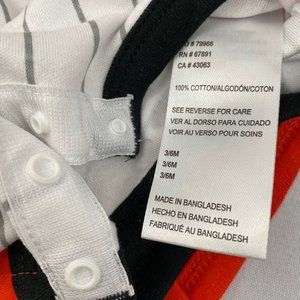 O # 79966
RN # 67891
CA # 43063
100% COTTON/ALGODÓN/COTON
SEE REVERSE FOR CARE
VER AL DORSO PARA CUIDADO
VOIR AU VERSO POUR SOINS
3/6M
3/6M
3/6M
MADE IN BANGLADESH
HECHO EN BANGLADESH
FABRIQUÉ AU BANGLADESH